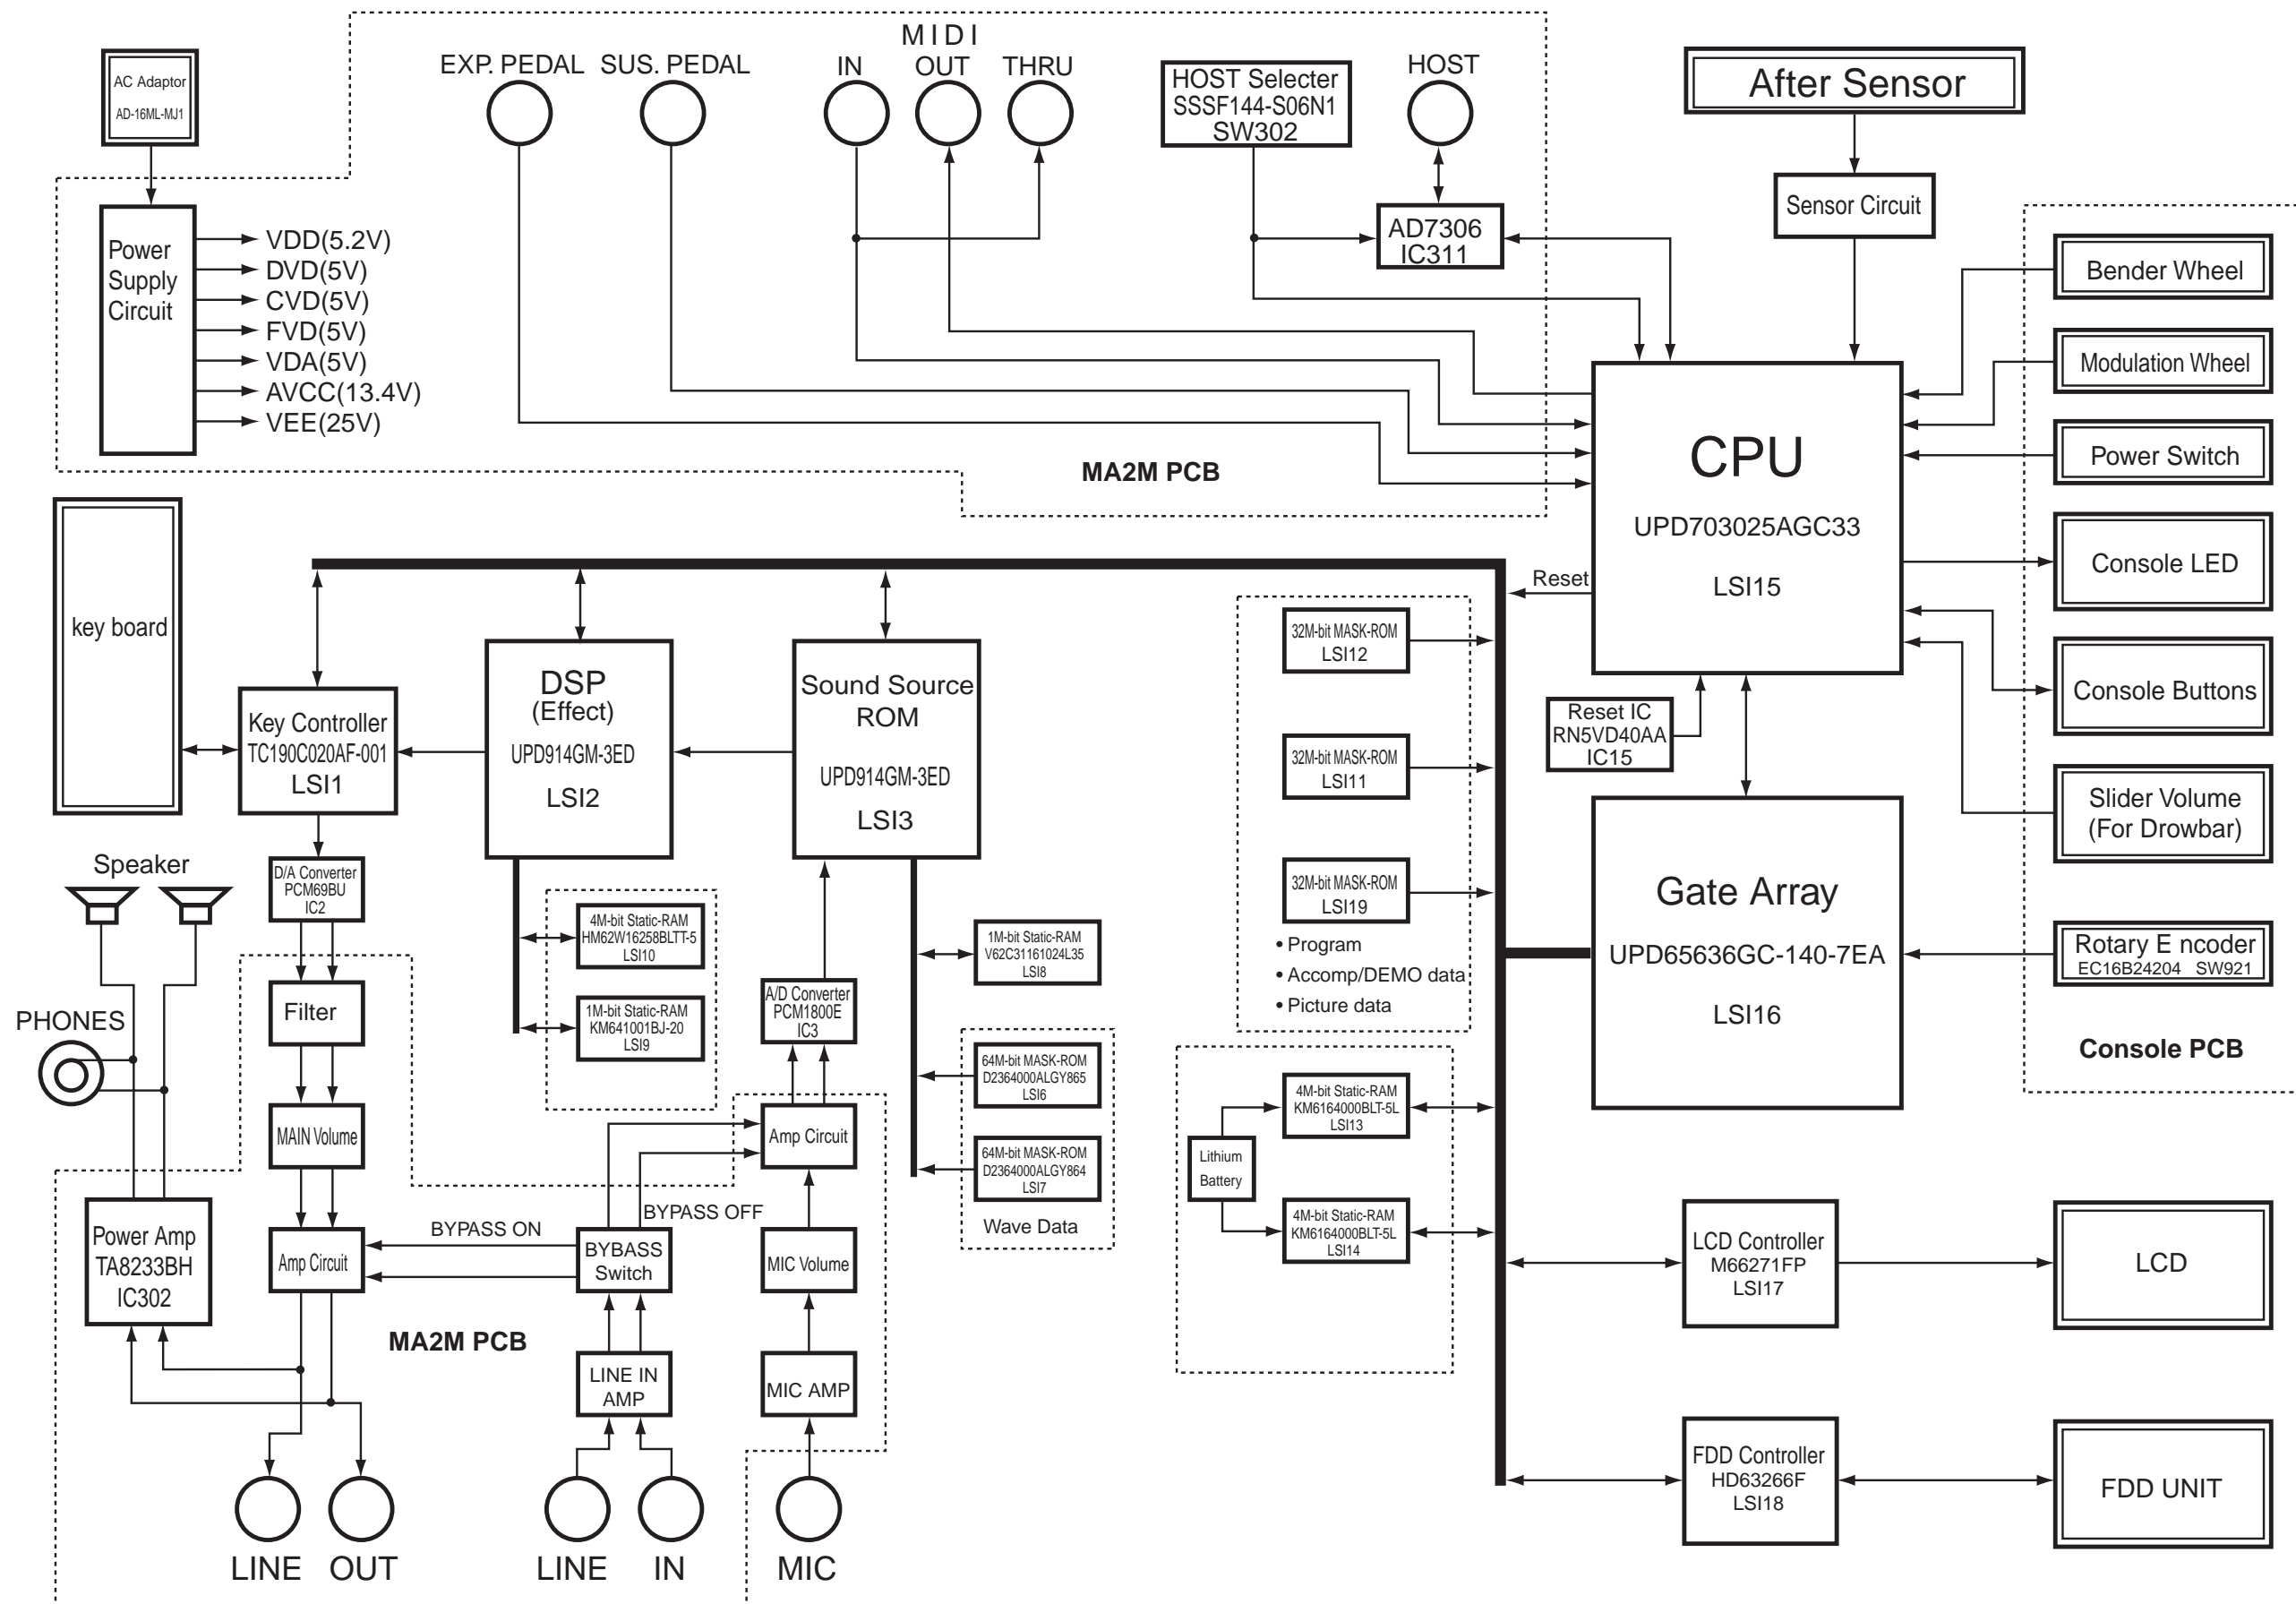 AC Adaptor
AD-16ML-MJ1
EXP. PEDAL
SUS. PEDAL
MIDI
IN
OUT
THRU
HOST Selecter
SSSF144-S06N1
SW302
HOST
After Sensor
Sensor Circuit
AD7306
IC311
Power
Supply
Circuit
VDD(5.2V)
DVD(5V)
CVD(5V)
FVD(5V)
VDA(5V)
AVCC(13.4V)
VEE(25V)
MA2M PCB
CPU
UPD703025AGC33
LSI15
Bender Wheel
Modulation Wheel
Power Switch
Console LED
Console Buttons
Slider Volume
(For Drowbar)
Rotary E ncoder
EC16B24204 SW921
Console PCB
Reset
Reset IC
RN5VD40AA
IC15
Gate Array
UPD65636GC-140-7EA
LSI16
key board
Key Controller
TC190C020AF-001
LSI1
DSP
(Effect)
UPD914GM-3ED
LSI2
Sound Source
ROM
UPD914GM-3ED
LSI3
32M-bit MASK-ROM
LSI12
32M-bit MASK-ROM
LSI11
32M-bit MASK-ROM
LSI19
• Program
• Accomp/DEMO data
• Picture data
Speaker
D/A Converter
PCM69BU
IC2
4M-bit Static-RAM
HM62W16258BLTT-5
LSI10
1M-bit Static-RAM
KM641001BJ-20
LSI9
1M-bit Static-RAM
V62C31161024L35
LSI8
A/D Converter
PCM1800E
IC3
64M-bit MASK-ROM
D2364000ALGY865
LSI6
64M-bit MASK-ROM
D2364000ALGY864
LSI7
Wave Data
PHONES
Filter
MAIN Volume
Amp Circuit
Lithium
Battery
4M-bit Static-RAM
KM6164000BLT-5L
LSI13
4M-bit Static-RAM
KM6164000BLT-5L
LSI14
Power Amp
TA8233BH
IC302
Amp Circuit
BYPASS ON
BYPASS OFF
BYBASS
Switch
MIC Volume
MA2M PCB
LINE IN
AMP
MIC AMP
LCD Controller
M66271FP
LSI17
LCD
FDD Controller
HD63266F
LSI18
FDD UNIT
LINE OUT
LINE IN
MIC